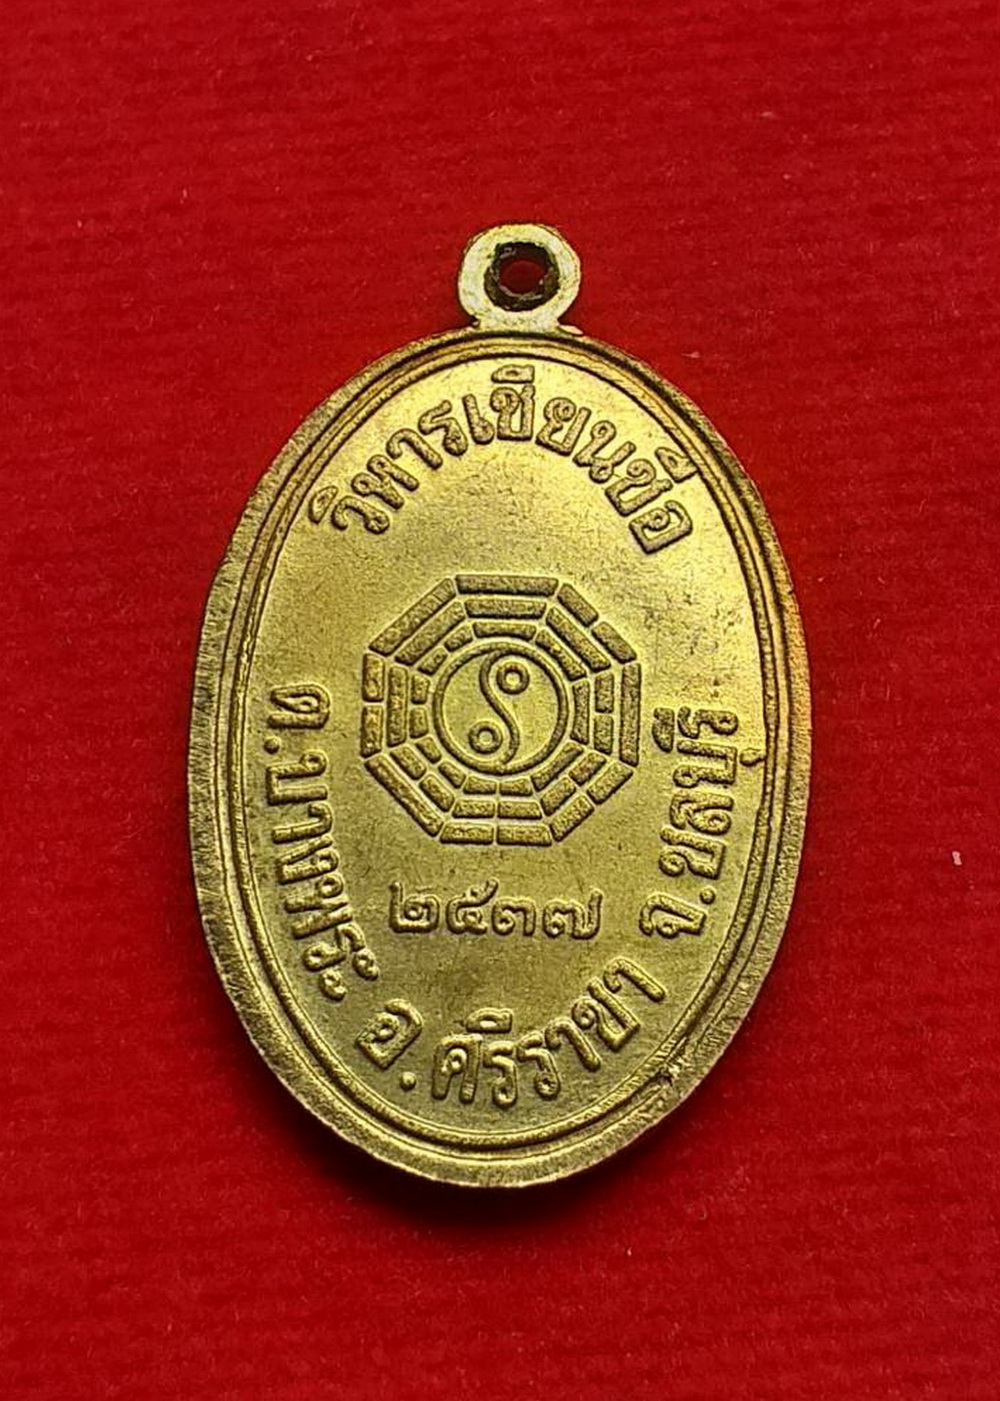 วิหารเซียนซือ
๒๕๓๗
ต.บางพระ อ.ศรีราชา จ.ชลบุรี